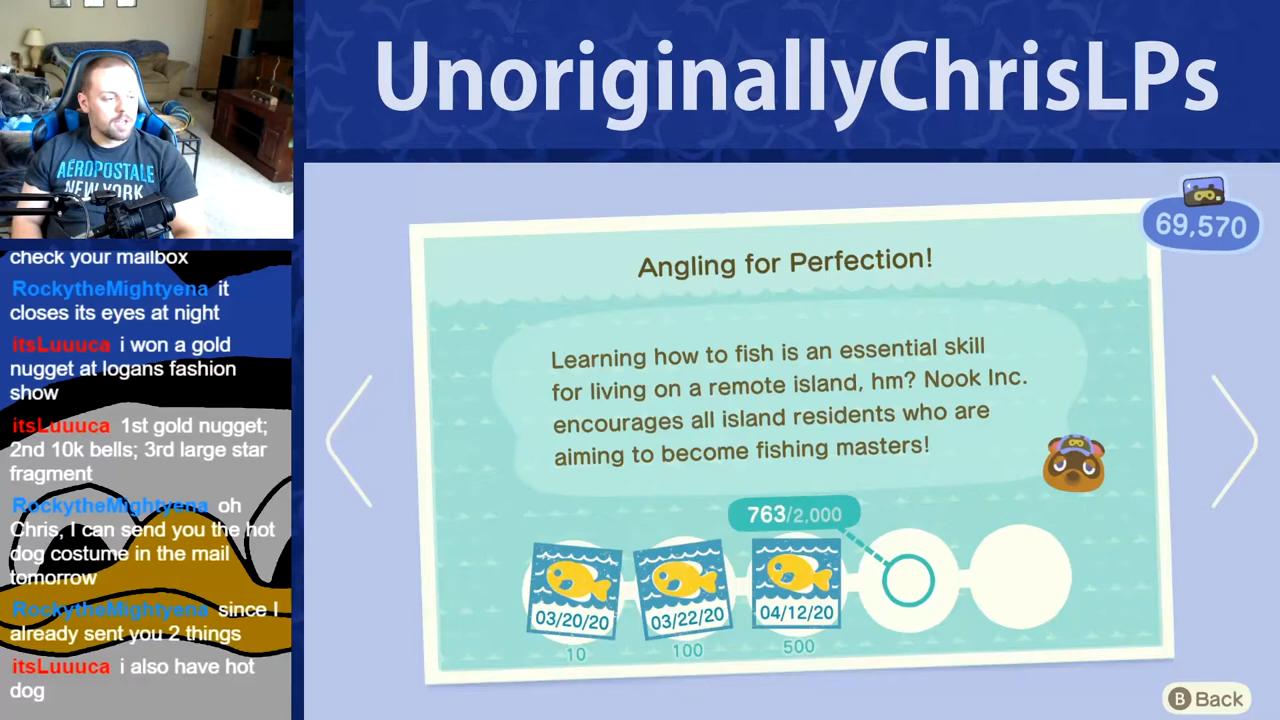 UnoriginallyChrisLPs
AÉROPOSTALE
NEW YORK
check your mailbox
RockytheMightyena it
closes its eyes at night
itsLuuuca i won a gold
nugget at logans fashion
show
itsLuuuca 1st gold nugget;
2nd 10k bells; 3rd large star
fragment
RockytheMightyena oh
Chris, I can send you the hot
dog costume in the mail
tomorrow
RockytheMightyena since I
already sent you 2 things
itsLuuuca i also have hot
dog
69,570
Angling for Perfection!
Learning how to fish is an essential skill
for living on a remote island, hm? Nook Inc.
encourages all island residents who are
aiming to become fishing masters!
763/2,000
03/20/20
03/22/20
04/12/20
10
100
500
B Back